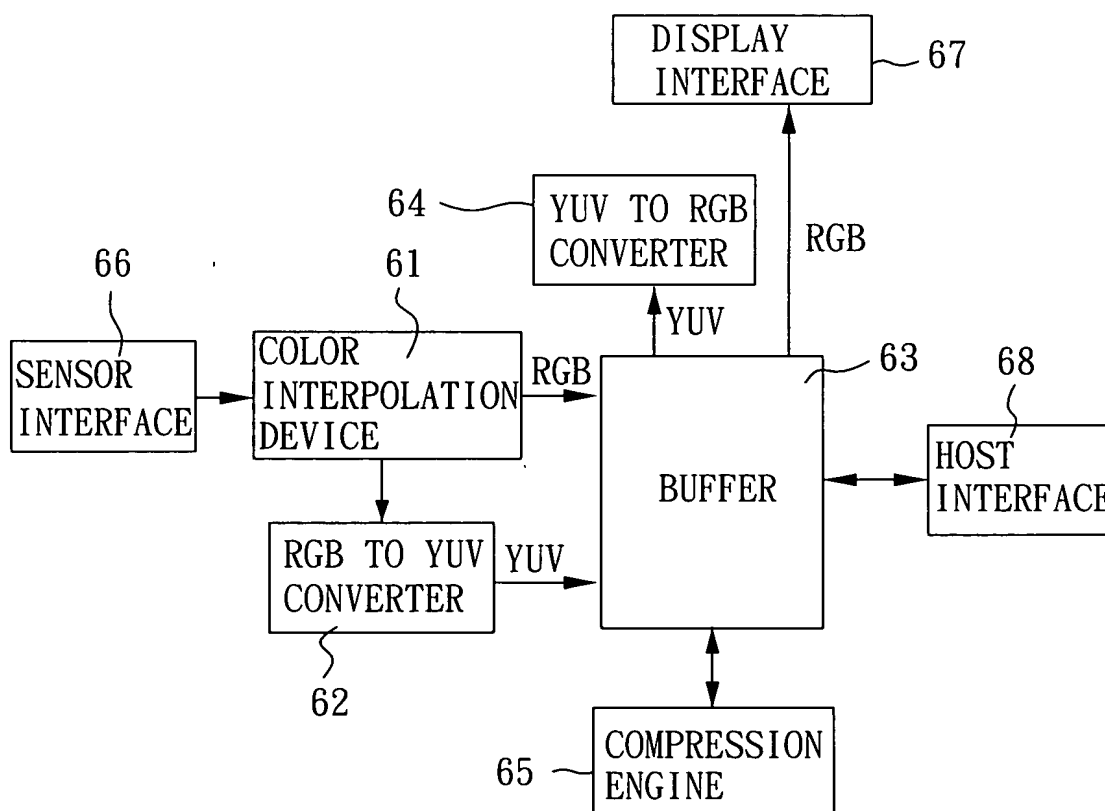 DISPLAY
INTERFACE
67
64
YUV TO RGB
CONVERTER
RGB
66
61
YUV
SENSOR
INTERFACE
COLOR
INTERPOLATION
DEVICE
RGB
63
68
BUFFER
HOST
INTERFACE
RGB TO YUV
CONVERTER
YUV
62
65
COMPRESSION
ENGINE